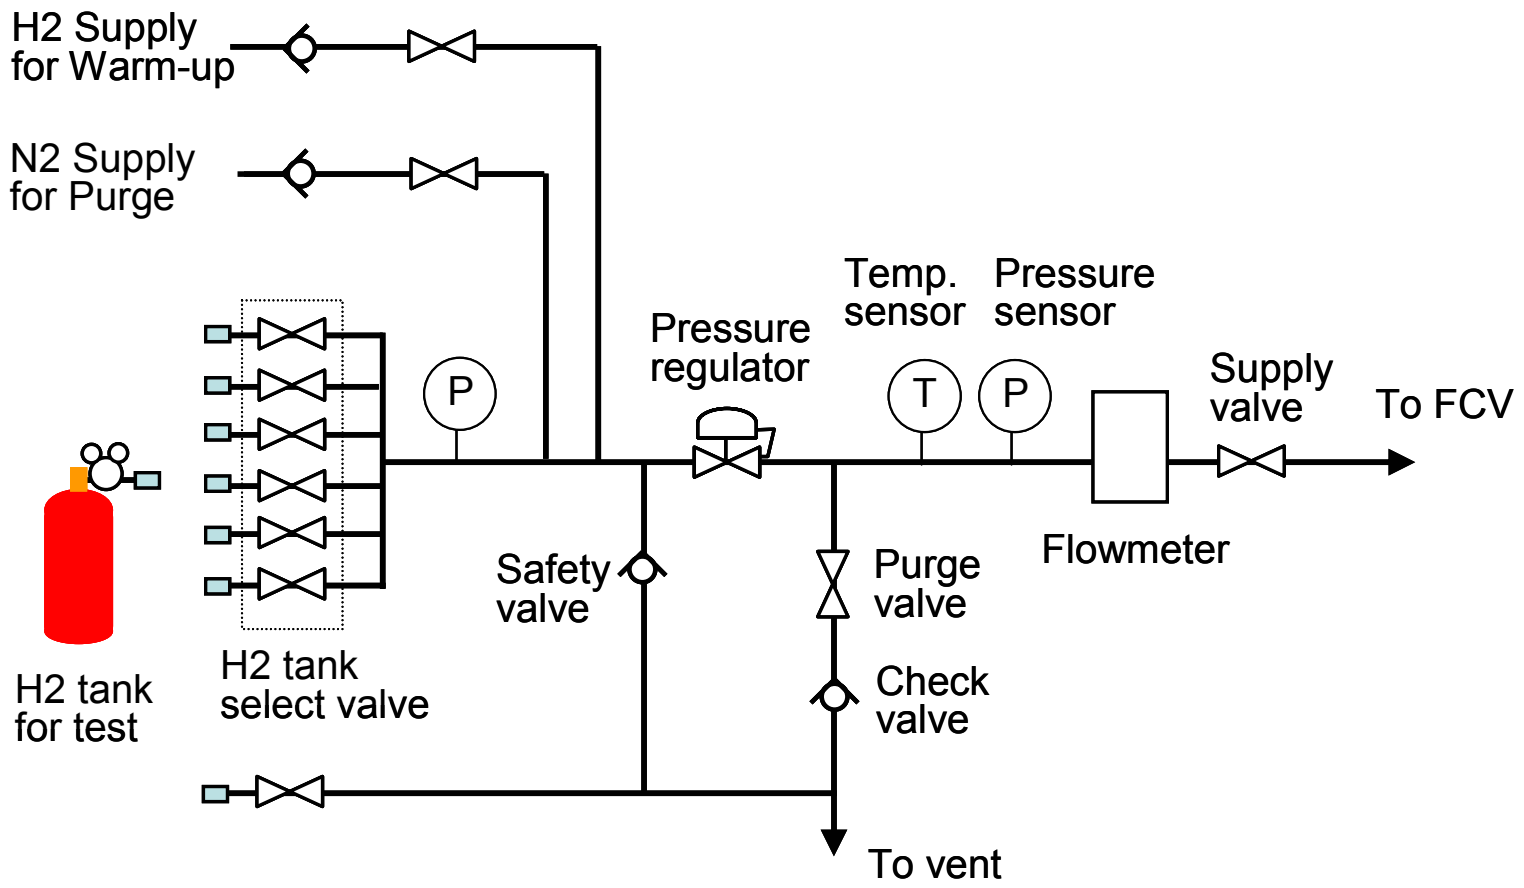 H2 Supply
for Warm-up
N2 Supply
for Purge
Temp.
sensor
Pressure
sensor
Pressure
regulator
Supply
valve
To FCV
P
T
P
P
Flowmeter
Safety
valve
Purge
valve
H2 tank
for test
H2 tank
select valve
Check
valve
To vent